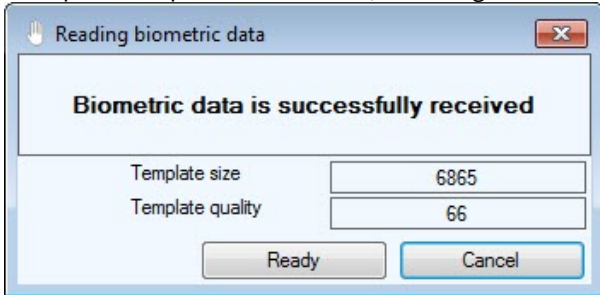 Reading biometric data
Biometric data is successfully received
Template size 6865
Template quality 66
Ready Cancel